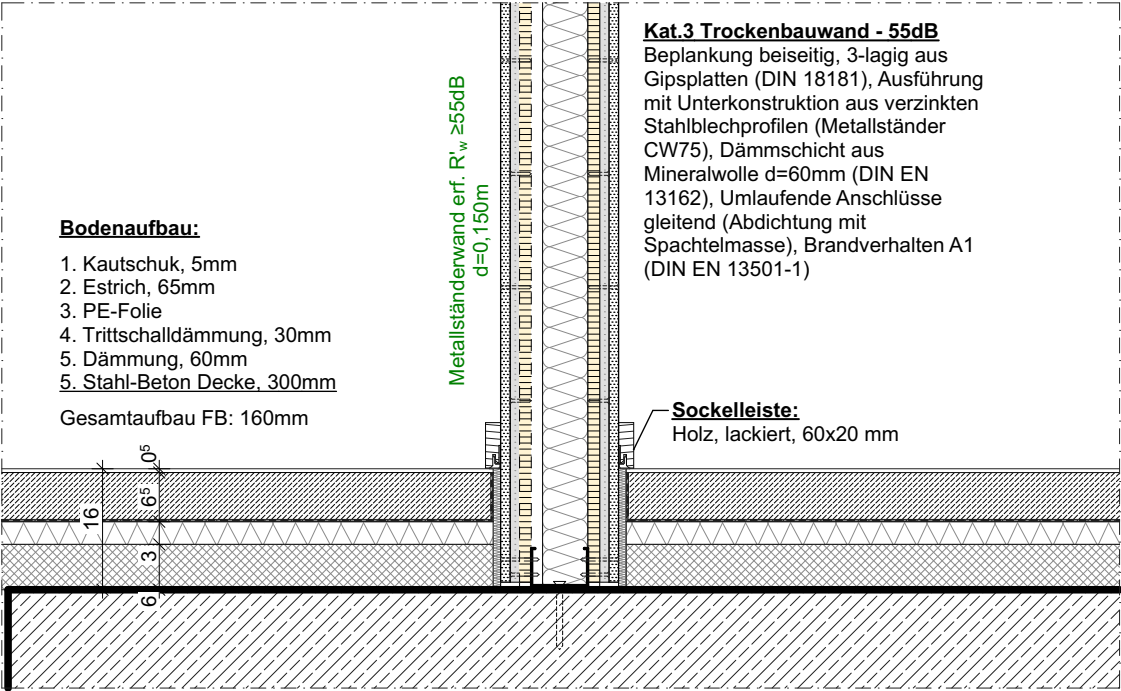 Kat.3 Trockenbauwand - 55dB
Beplankung beiseitig, 3-lagig aus
Gipsplatten (DIN 18181), Ausführung
mit Unterkonstruktion aus verzinkten
Stahlblechprofilen (Metallständer
CW75), Dämmschicht aus
Mineralwolle d=60mm (DIN EN
13162), Umlaufende Anschlüsse
gleitend (Abdichtung mit
Spachtelmasse), Brandverhalten A1
(DIN EN 13501-1)
Metallständerwand erf. R'w ≥55dB
d=0,150m
Bodenaufbau:
1. Kautschuk, 5mm
2. Estrich, 65mm
3. PE-Folie
4. Trittschalldämmung, 30mm
5. Dämmung, 60mm
5. Stahl-Beton Decke, 300mm
Gesamtaufbau FB: 160mm
Sockelleiste:
Holz, lackiert, 60x20 mm
0⁵
6⁵
16
3
6